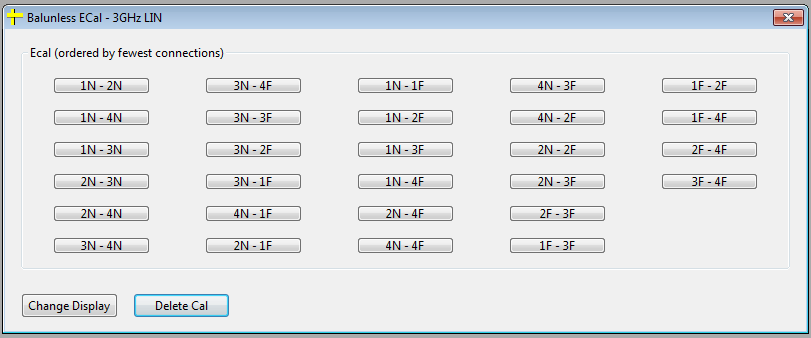 Balunless ECal - 3GHz LIN
Ecal (ordered by fewest connections)
1N - 2N 3N - 4F 1N - 1F 4N - 3F 1F - 2F
1N - 4N 3N - 3F 1N - 2F 4N - 2F 1F - 4F
1N - 3N 3N - 2F 1N - 3F 2N - 2F 2F - 4F
2N - 3N 3N - 1F 1N - 4F 2N - 3F 3F - 4F
2N - 4N 4N - 1F 2N - 4F 2F - 3F
3N - 4N 2N - 1F 4N - 4F 1F - 3F
Change Display Delete Cal